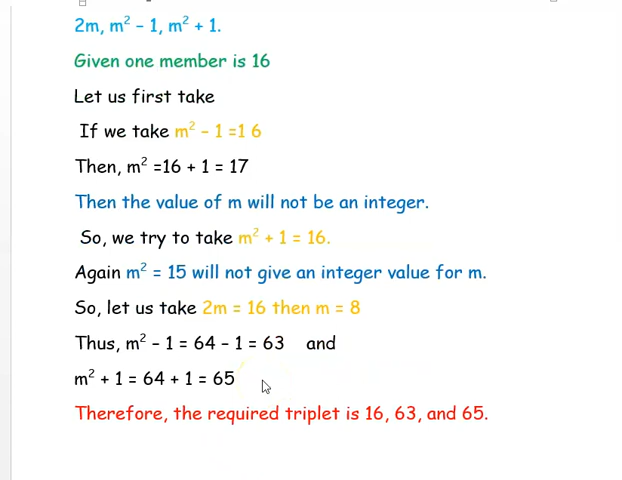 2m, m² – 1, m² + 1.
Given one member is 16
Let us first take
If we take m² – 1 =1 6
Then, m² =16 + 1 = 17
Then the value of m will not be an integer.
So, we try to take m² + 1 = 16.
Again m² = 15 will not give an integer value for m.
So, let us take 2m = 16 then m = 8
Thus, m² – 1 = 64 – 1 = 63 and
m² + 1 = 64 + 1 = 65
Therefore, the required triplet is 16, 63, and 65.